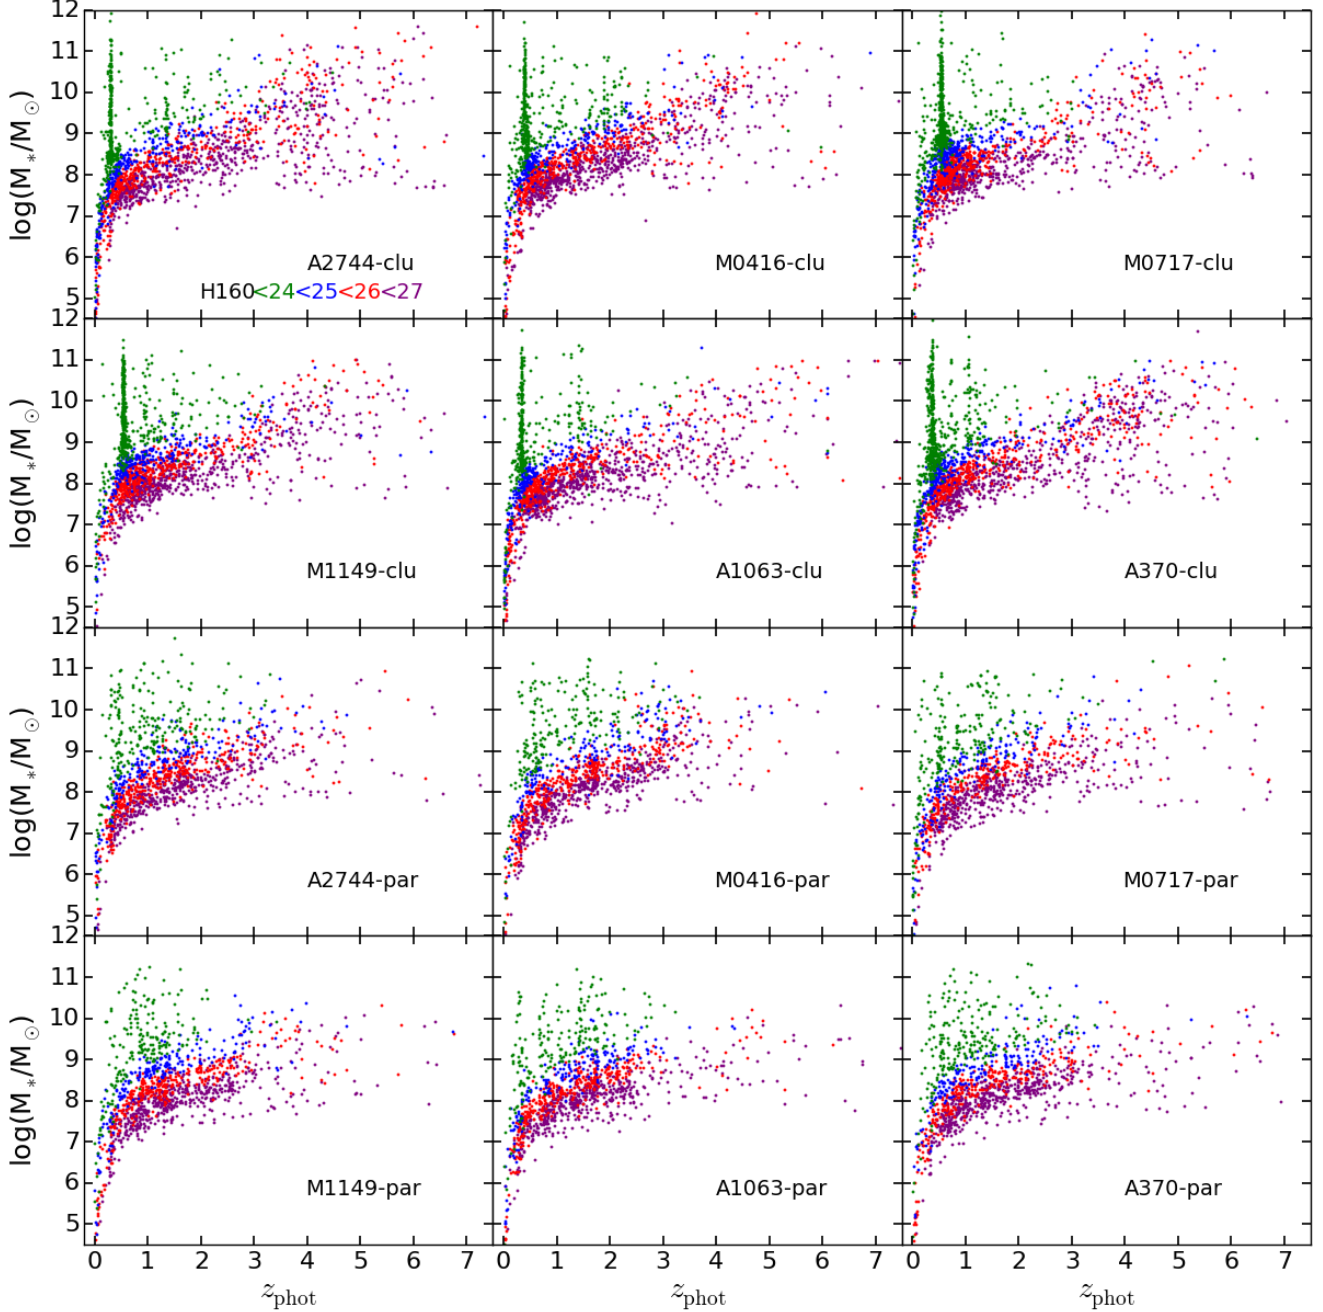 12
11
10
9
8
7
6
5
log(M*/M⊙)
A2744-clu
H160<24<25<26<27
M0416-clu
M0717-clu
12
11
10
9
8
7
6
5
log(M*/M⊙)
M1149-clu
A1063-clu
A370-clu
12
11
10
9
8
7
6
5
log(M*/M⊙)
A2744-par
M0416-par
M0717-par
12
11
10
9
8
7
6
5
log(M*/M⊙)
M1149-par
A1063-par
A370-par
0 1 2 3 4 5 6 7 0 1 2 3 4 5 6 7 0 1 2 3 4 5 6 7
zphot zphot zphot